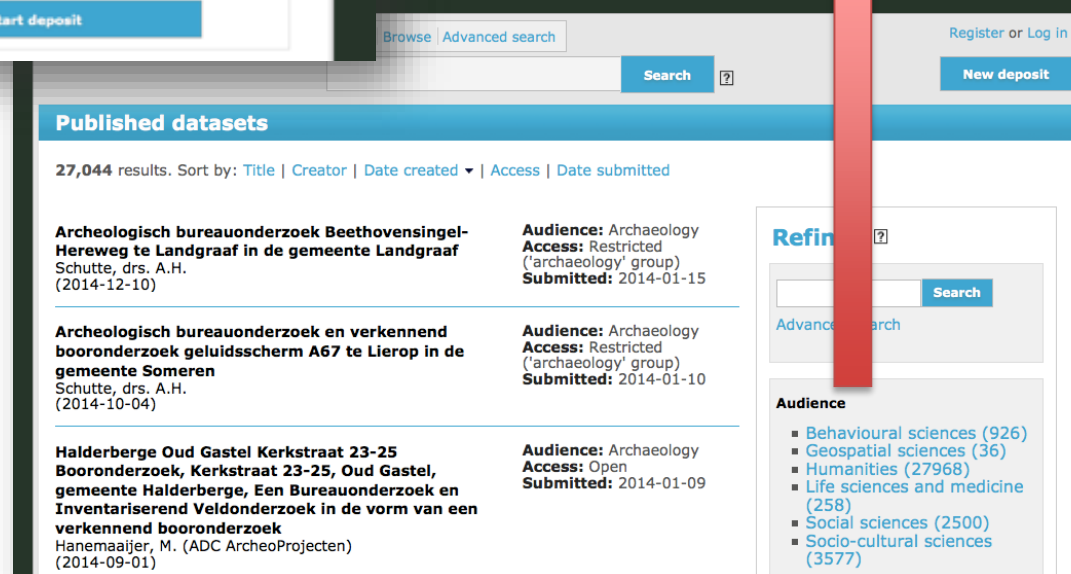 tart deposit
Browse | Advanced search
Register or Log in
Search ?
New deposit
Published datasets
27,044 results. Sort by: Title | Creator | Date created ▾ | Access | Date submitted
Archeologisch bureauonderzoek Beethovensingel-
Hereweg te Landgraaf in de gemeente Landgraaf
Schutte, drs. A.H.
(2014-12-10)
Audience: Archaeology
Access: Restricted
('archaeology' group)
Submitted: 2014-01-15
Archeologisch bureauonderzoek en verkennend
booronderzoek geluidsscherm A67 te Lierop in de
gemeente Someren
Schutte, drs. A.H.
(2014-10-04)
Audience: Archaeology
Access: Restricted
('archaeology' group)
Submitted: 2014-01-10
Halderberge Oud Gastel Kerkstraat 23-25
Booronderzoek, Kerkstraat 23-25, Oud Gastel,
gemeente Halderberge, Een Bureauonderzoek en
Inventariserend Veldonderzoek in de vorm van een
verkennend booronderzoek
Hanemaaijer, M. (ADC ArcheoProjecten)
(2014-09-01)
Audience: Archaeology
Access: Open
Submitted: 2014-01-09
Refin ?
Search
Advance arch
Audience
Behavioural sciences (926)
Geospatial sciences (36)
Humanities (27968)
Life sciences and medicine
(258)
Social sciences (2500)
Socio-cultural sciences
(3577)